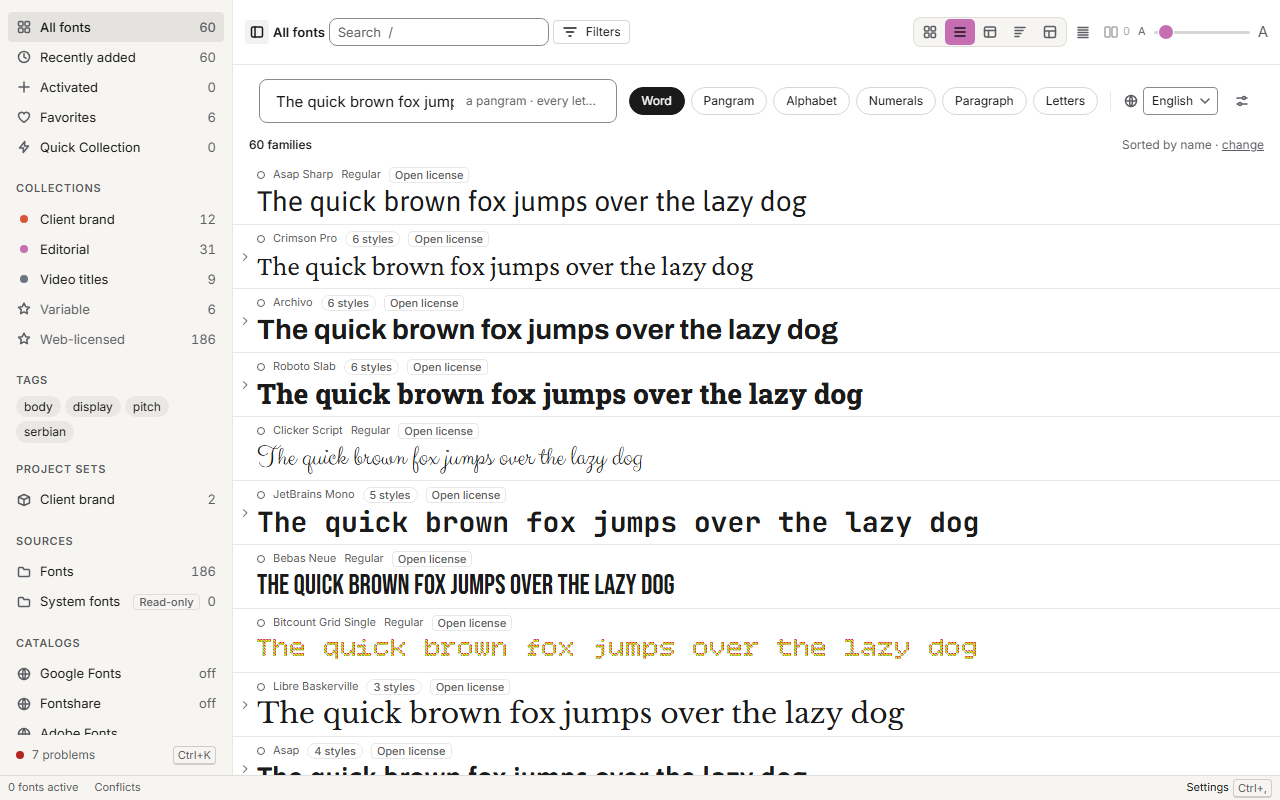 All fonts 60
Recently added 60
Activated 0
Favorites 6
Quick Collection 0
COLLECTIONS
Client brand 12
Editorial 31
Video titles 9
Variable 6
Web-licensed 186
TAGS
body display pitch
serbian
PROJECT SETS
Client brand 2
SOURCES
Fonts 186
System fonts Read-only 0
CATALOGS
Google Fonts off
Fontshare off
Adobe Fonts
7 problems Ctrl+K
All fonts Search / Filters 0 A A
The quick brown fox jump a pangram · every let… Word Pangram Alphabet Numerals Paragraph Letters English
60 families Sorted by name · change
Asap Sharp Regular Open license
The quick brown fox jumps over the lazy dog
Crimson Pro 6 styles Open license
The quick brown fox jumps over the lazy dog
Archivo 6 styles Open license
The quick brown fox jumps over the lazy dog
Roboto Slab 6 styles Open license
The quick brown fox jumps over the lazy dog
Clicker Script Regular Open license
The quick brown fox jumps over the lazy dog
JetBrains Mono 5 styles Open license
The quick brown fox jumps over the lazy dog
Bebas Neue Regular Open license
THE QUICK BROWN FOX JUMPS OVER THE LAZY DOG
Bitcount Grid Single Regular Open license
The quick brown fox jumps over the lazy dog
Libre Baskerville 3 styles Open license
The quick brown fox jumps over the lazy dog
Asap 4 styles Open license
The quick brown fox jumps over the lazy dog
0 fonts active Conflicts Settings Ctrl+,